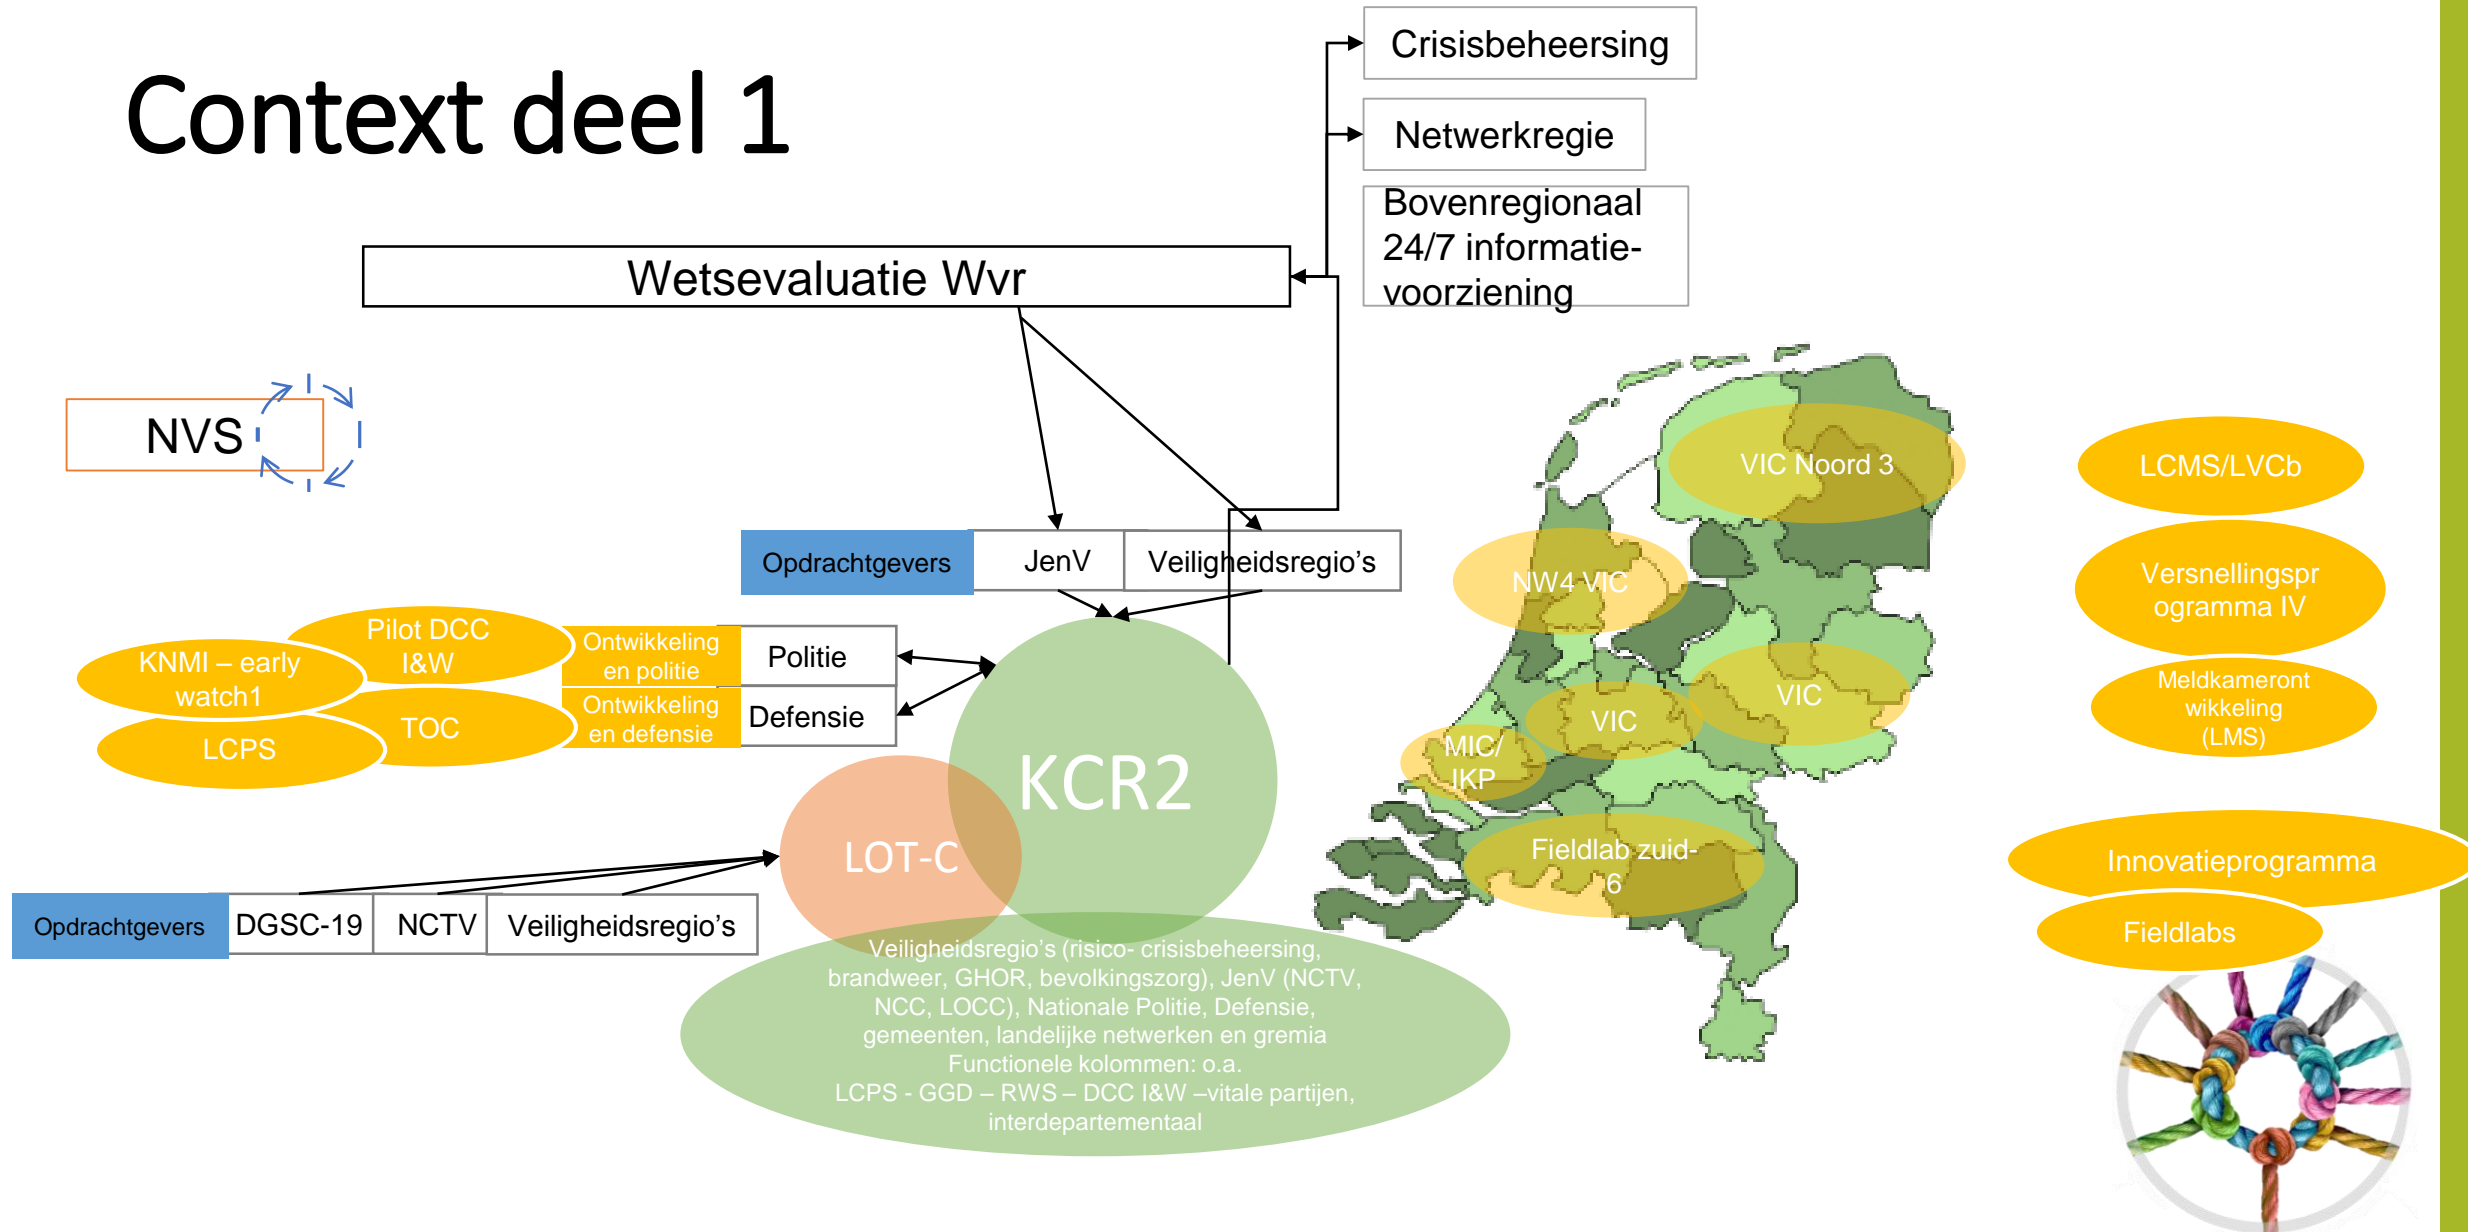 Context deel 1
Crisisbeheersing
Netwerkregie
Bovenregionaal
24/7 informatie-
voorziening
Wetsevaluatie Wvr
NVS
Opdrachtgevers
JenV
Veiligheidsregio’s
Pilot DCC
I&W
KNMI – early
watch1
TOC
LCPS
Ontwikkeling
en politie
Politie
Ontwikkeling
en defensie
Defensie
KCR2
LOT-C
Opdrachtgevers
DGSC-19
NCTV
Veiligheidsregio’s
Veiligheidsregio’s (risico- crisisbeheersing,
brandweer, GHOR, bevolkingszorg), JenV (NCTV,
NCC, LOCC), Nationale Politie, Defensie,
gemeenten, landelijke netwerken en gremia
Functionele kolommen: o.a.
LCPS - GGD – RWS – DCC I&W –vitale partijen,
interdepartementaal
VIC Noord 3
NW4 VIC
VIC
VIC
MIC/
IKP
Fieldlab zuid-
6
LCMS/LVCb
Versnellingspr
ogramma IV
Meldkameront
wikkeling
(LMS)
Innovatieprogramma
Fieldlabs